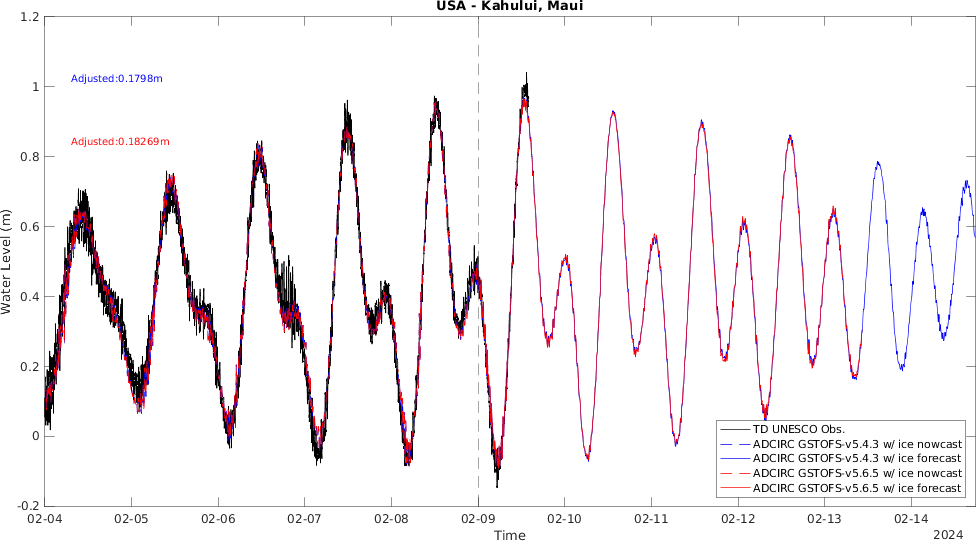 USA - Kahului, Maui
1.2
1
0.8
0.6
0.4
0.2
0
-0.2
Water Level (m)
Adjusted:0.1798m
Adjusted:0.18269m
TD UNESCO Obs.
ADCIRC GSTOFS-v5.4.3 w/ ice nowcast
ADCIRC GSTOFS-v5.4.3 w/ ice forecast
ADCIRC GSTOFS-v5.6.5 w/ ice nowcast
ADCIRC GSTOFS-v5.6.5 w/ ice forecast
02-04 02-05 02-06 02-07 02-08 02-09 02-10 02-11 02-12 02-13 02-14
Time
2024